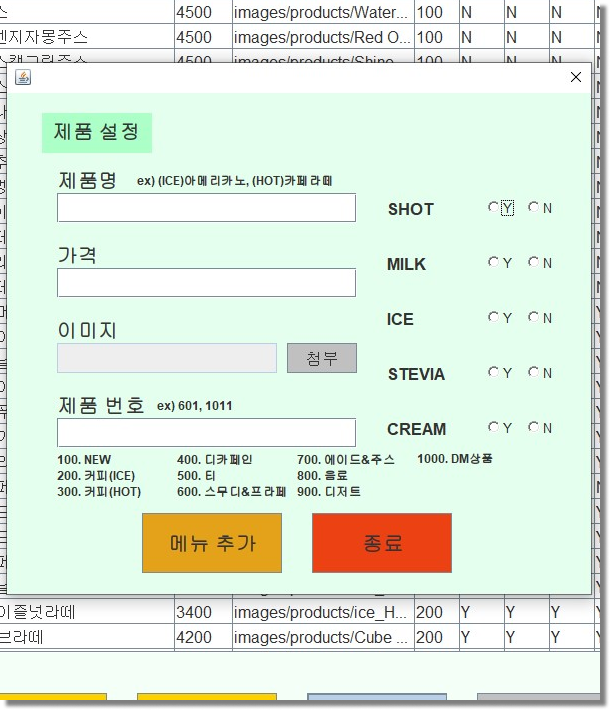 스 4500 images/products/Water... 100 N N N
렌지자몽주스 4500 images/products/Red O... 100 N N N
4500 images/products/Shine 100 N N N
제품 설정
제품명 ex) (ICE)아메리카노, (HOT)카페라떼
SHOT Y N
가격
MILK Y N
이미지
ICE Y N
첨부
STEVIA Y N
제품 번호 ex) 601, 1011
CREAM Y N
100. NEW 400. 디카페인 700. 에이드&주스 1000. DM상품
200. 커피(ICE) 500. 티 800. 음료
300. 커피(HOT) 600. 스무디&프라페 900. 디저트
메뉴 추가 종료
이즐넛라떼 3400 images/products/ice_H... 200 Y Y Y
브라떼 4200 images/products/Cube ... 200 Y Y Y